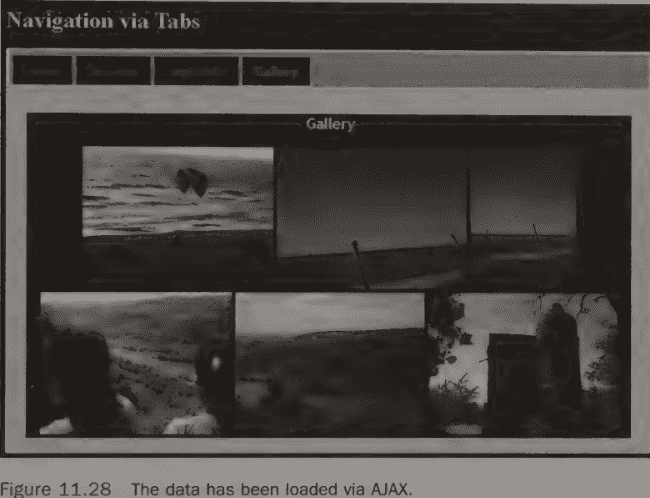 Navigation via Tabs
Gallery
Gallery
Figure 11.28 The data has been loaded via AJAX.